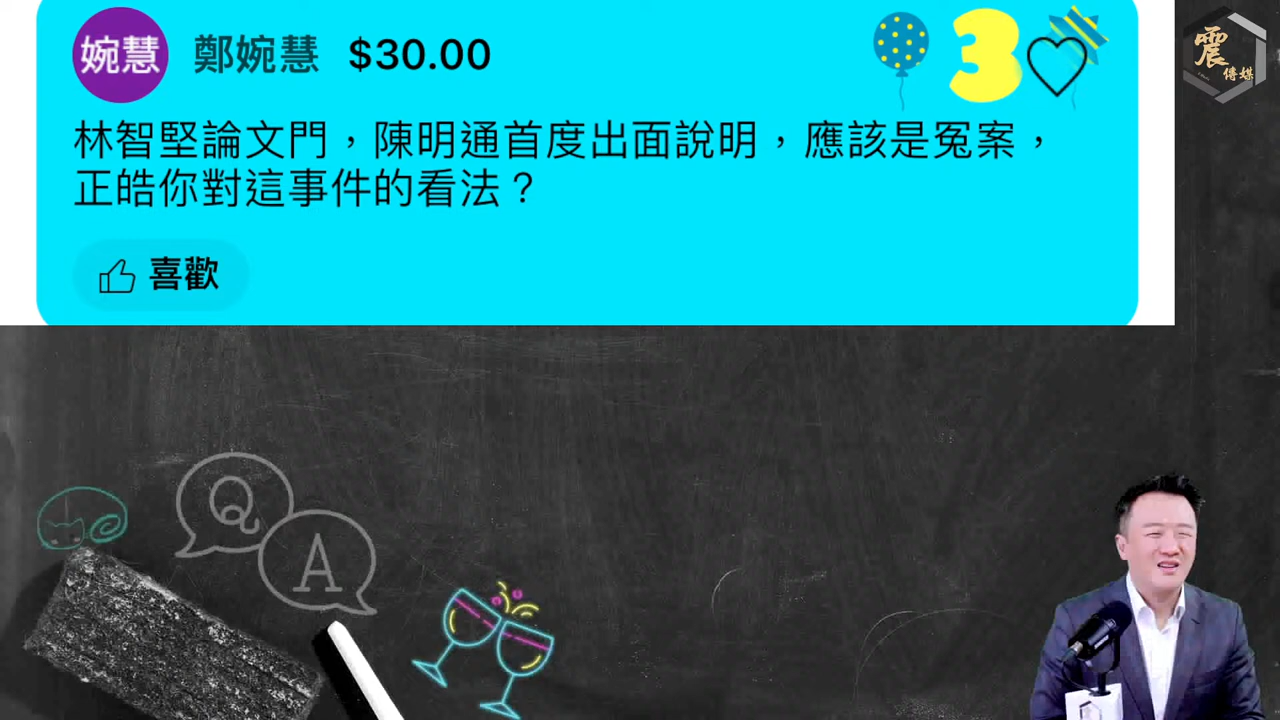 婉慧 鄭婉慧 $30.00
3
震
傳媒
林智堅論文門，陳明通首度出面說明，應該是冤案，
正皓你對這事件的看法？
喜歡
Q
A